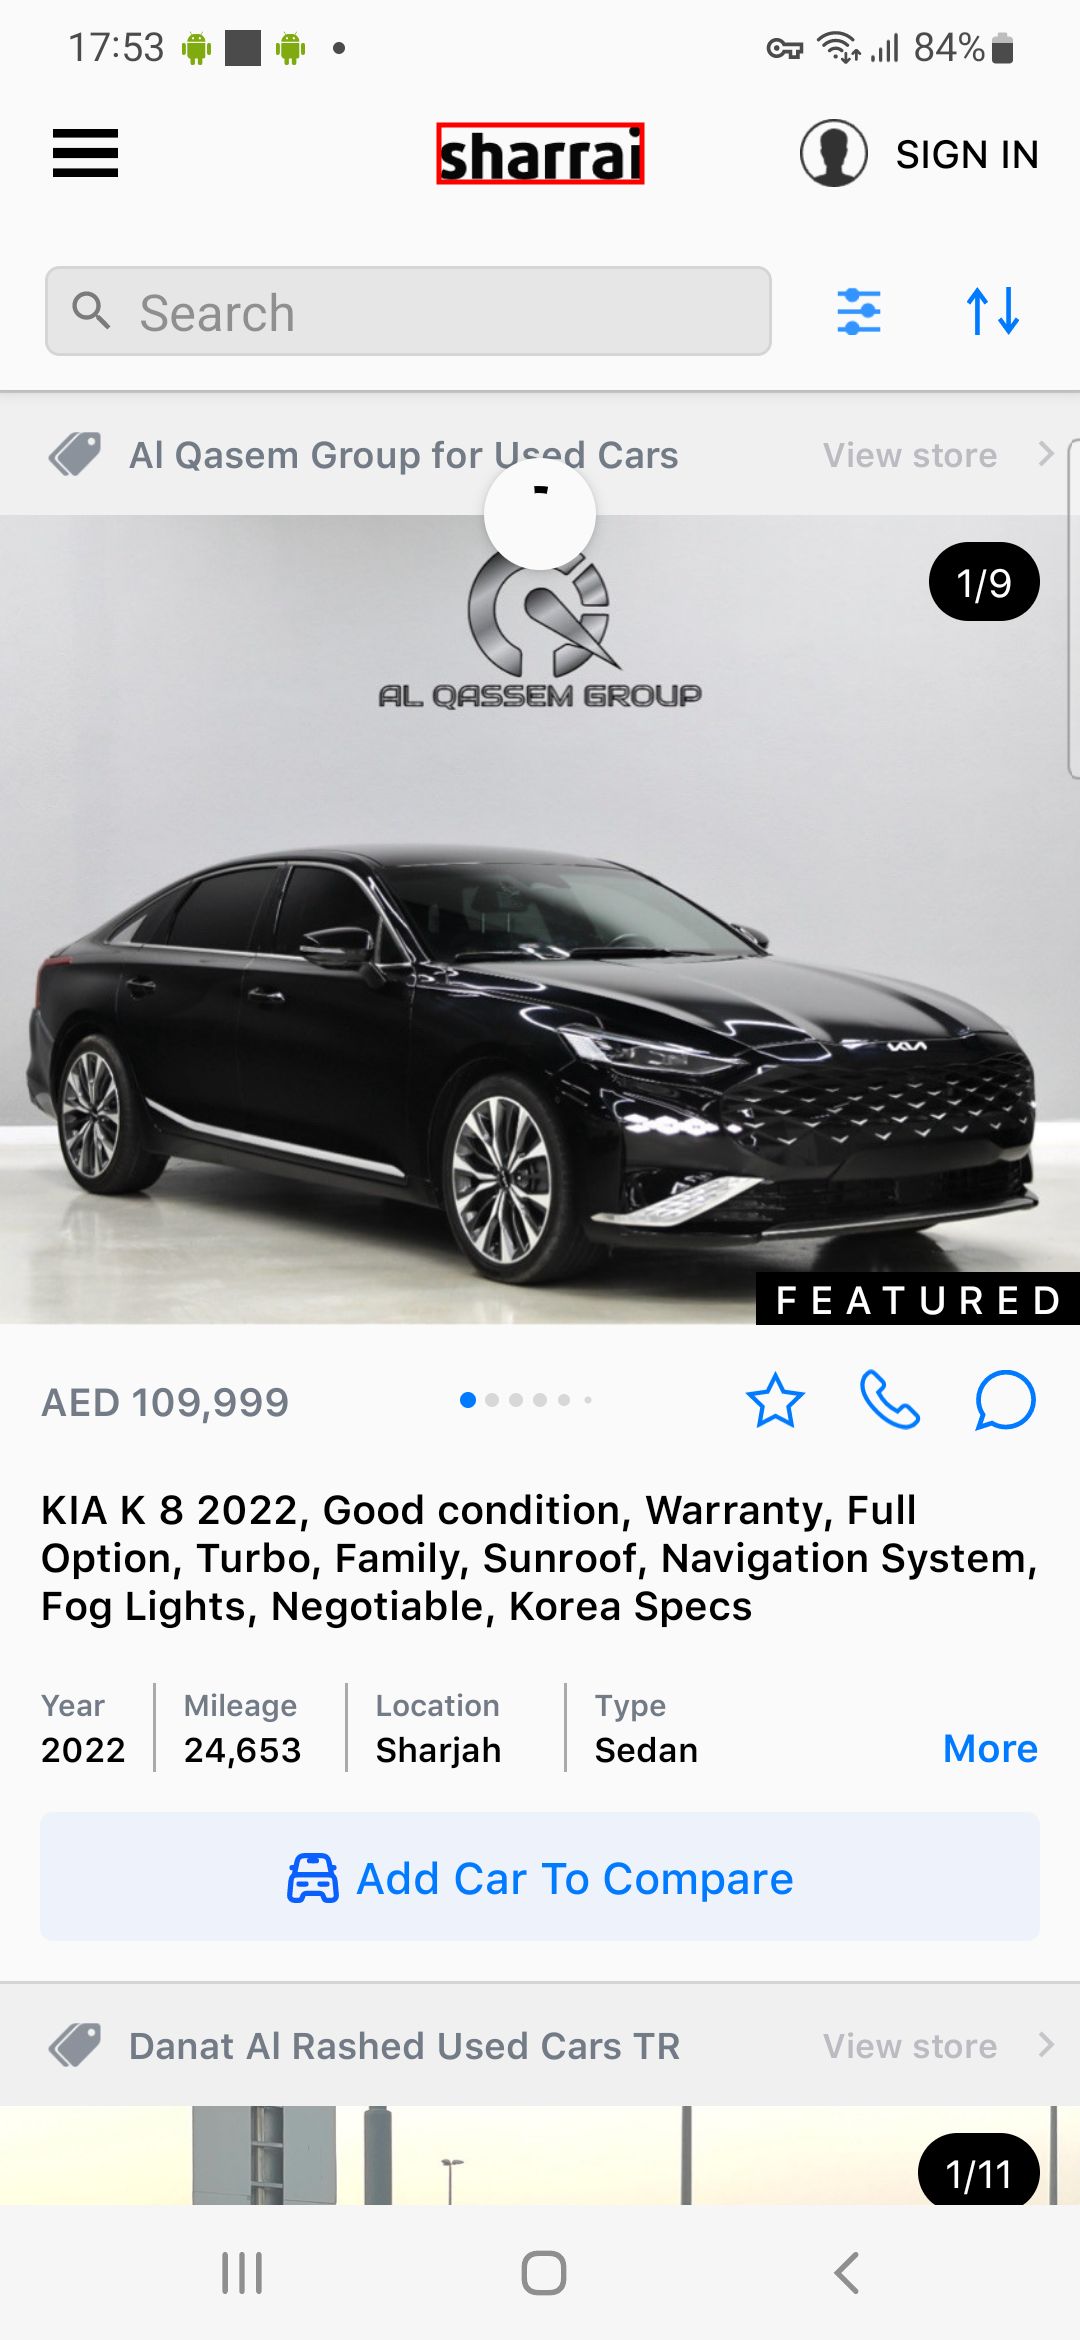 17:53
84%
sharrai
SIGN IN
Search
Al Qasem Group for Used Cars
View store
1/9
AL QASSEM GROUP
KIA
FEATURED
AED 109,999
KIA K 8 2022, Good condition, Warranty, Full
Option, Turbo, Family, Sunroof, Navigation System,
Fog Lights, Negotiable, Korea Specs
Year
Mileage
Location
Type
2022
24,653
Sharjah
Sedan
More
Add Car To Compare
Danat Al Rashed Used Cars TR
View store
1/11